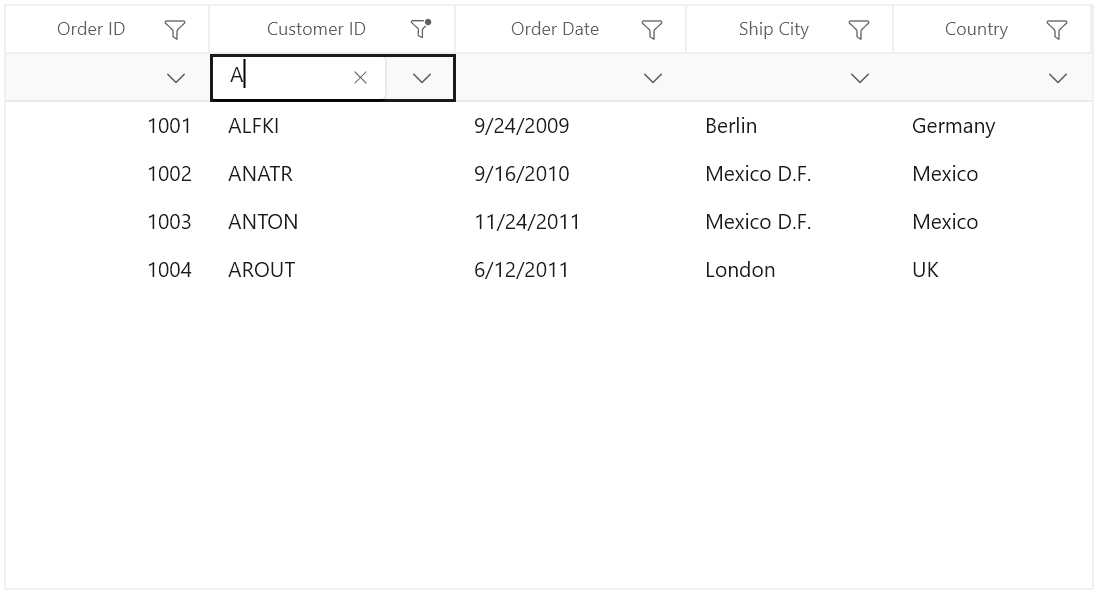 Order ID Customer ID Order Date Ship City Country
A
1001 ALFKI 9/24/2009 Berlin Germany
1002 ANATR 9/16/2010 Mexico D.F. Mexico
1003 ANTON 11/24/2011 Mexico D.F. Mexico
1004 AROUT 6/12/2011 London UK